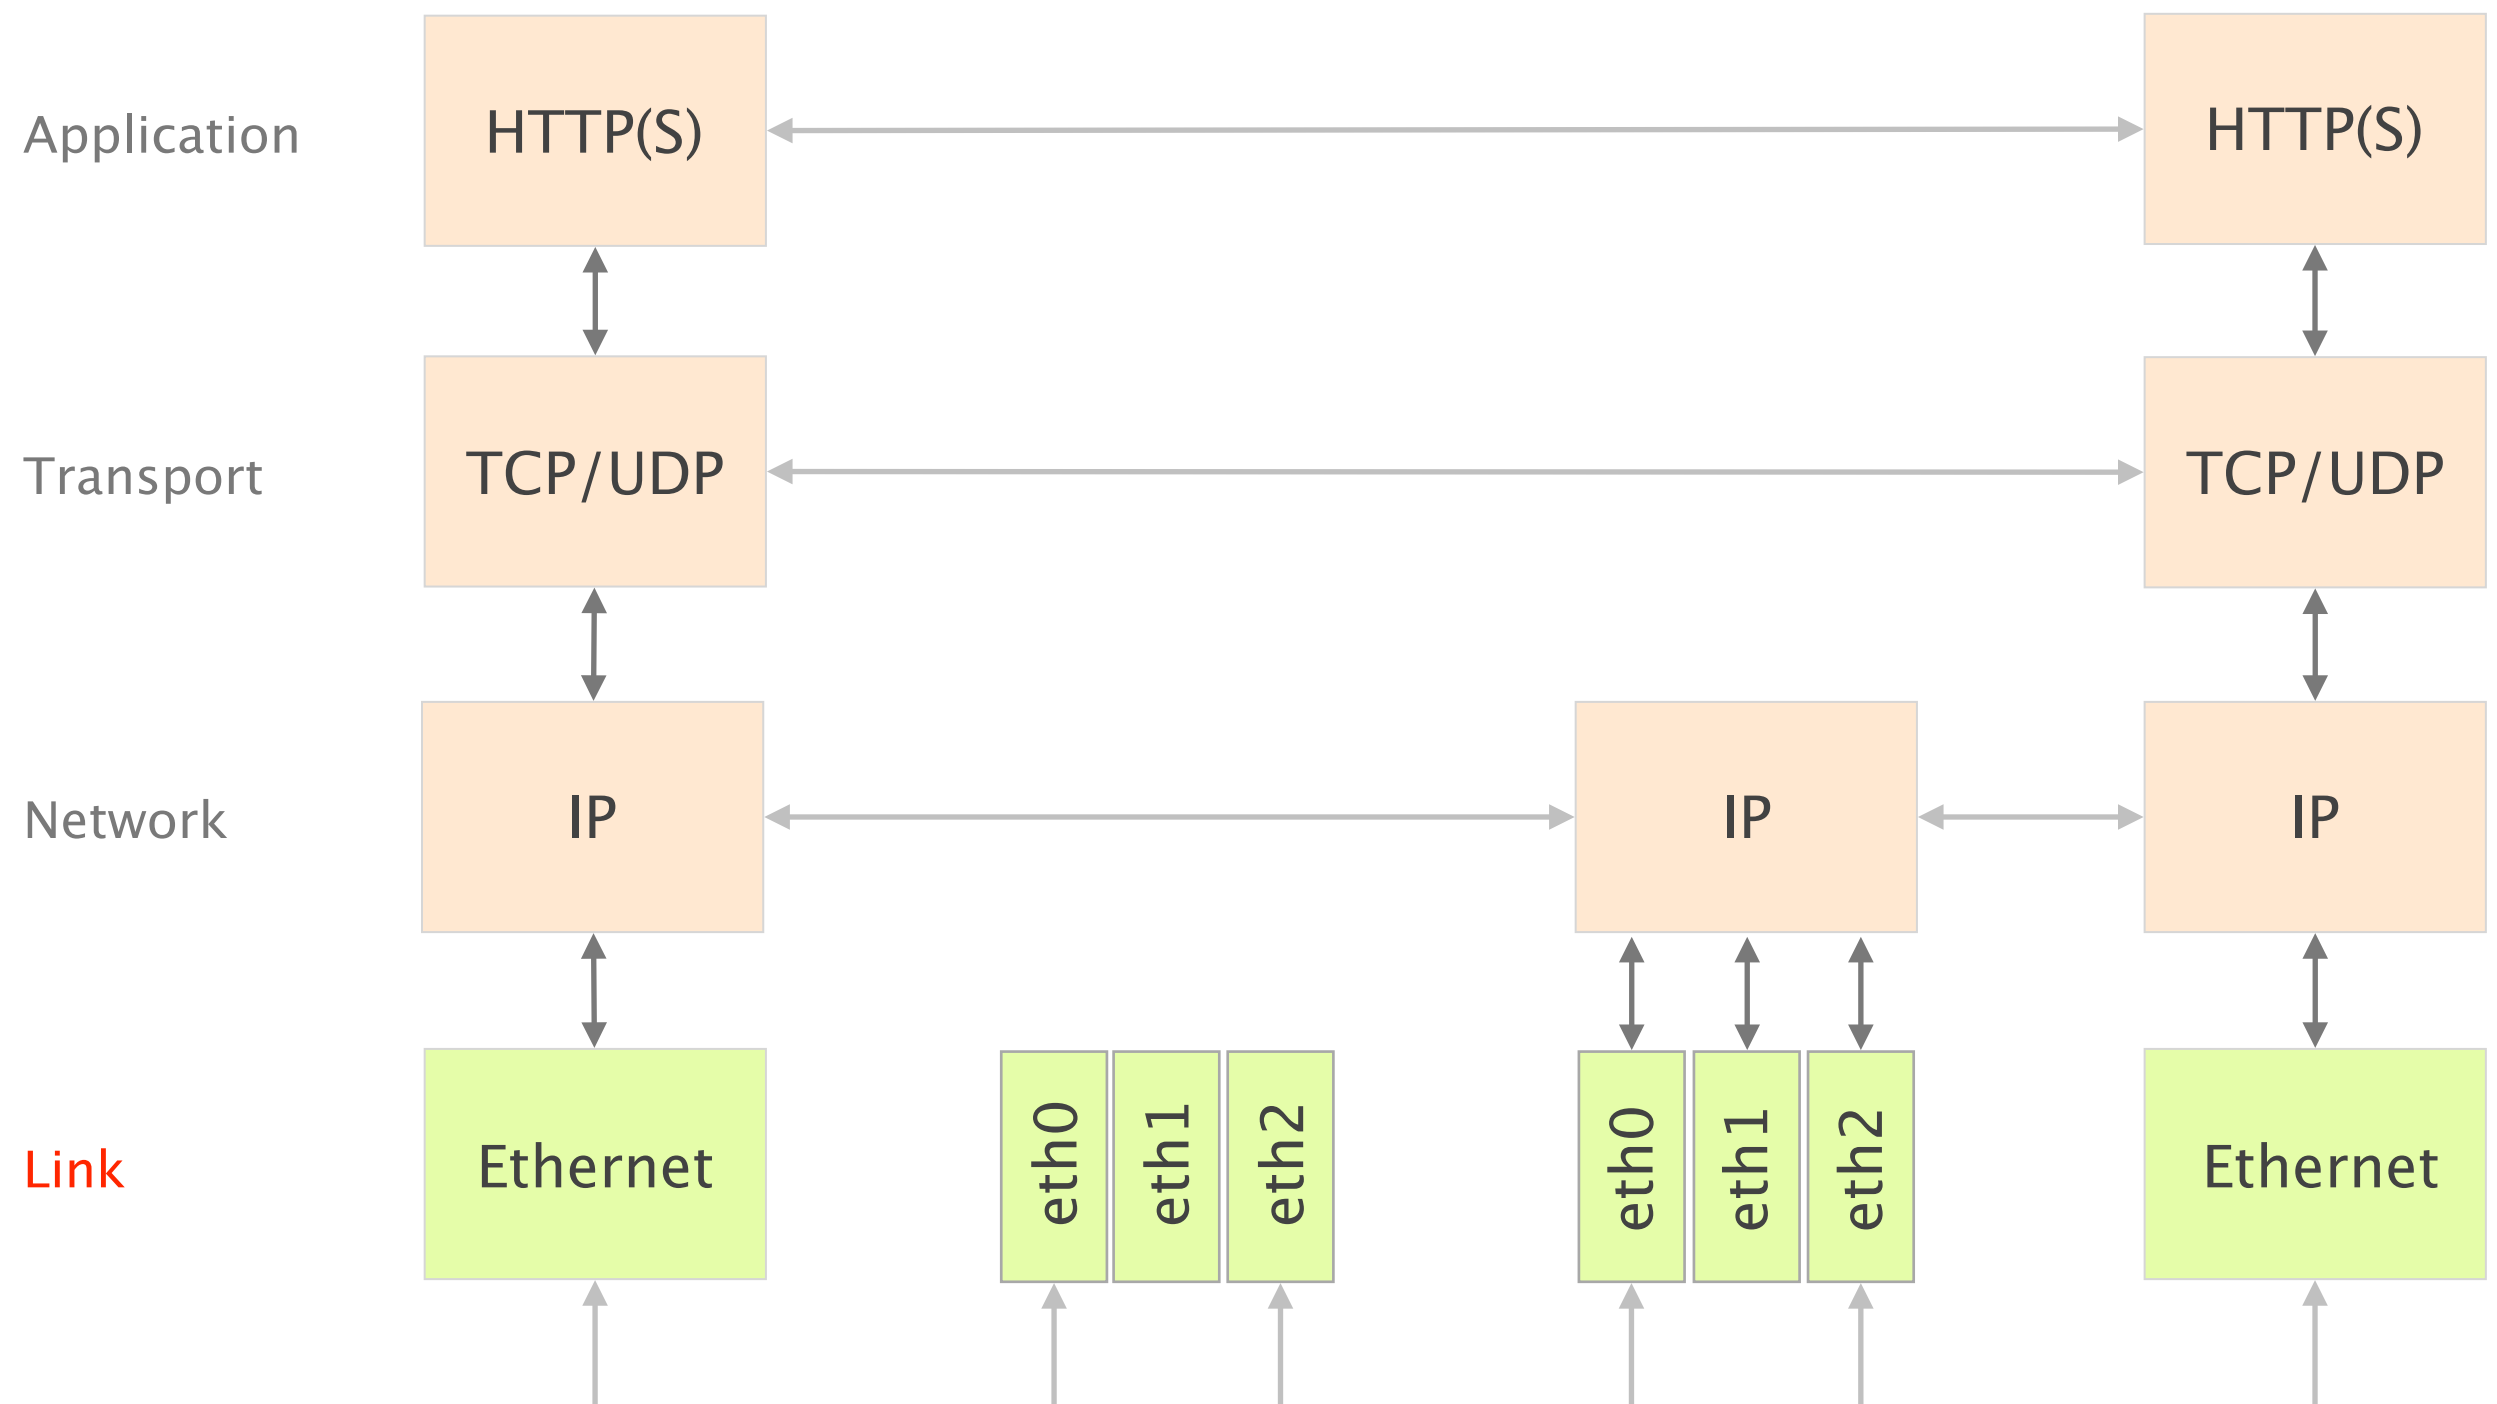 Application
HTTP(S)
HTTP(S)
Transport
TCP/UDP
TCP/UDP
Network
IP
IP
IP
Link
Ethernet
eth0
eth1
eth2
eth0
eth1
eth2
Ethernet